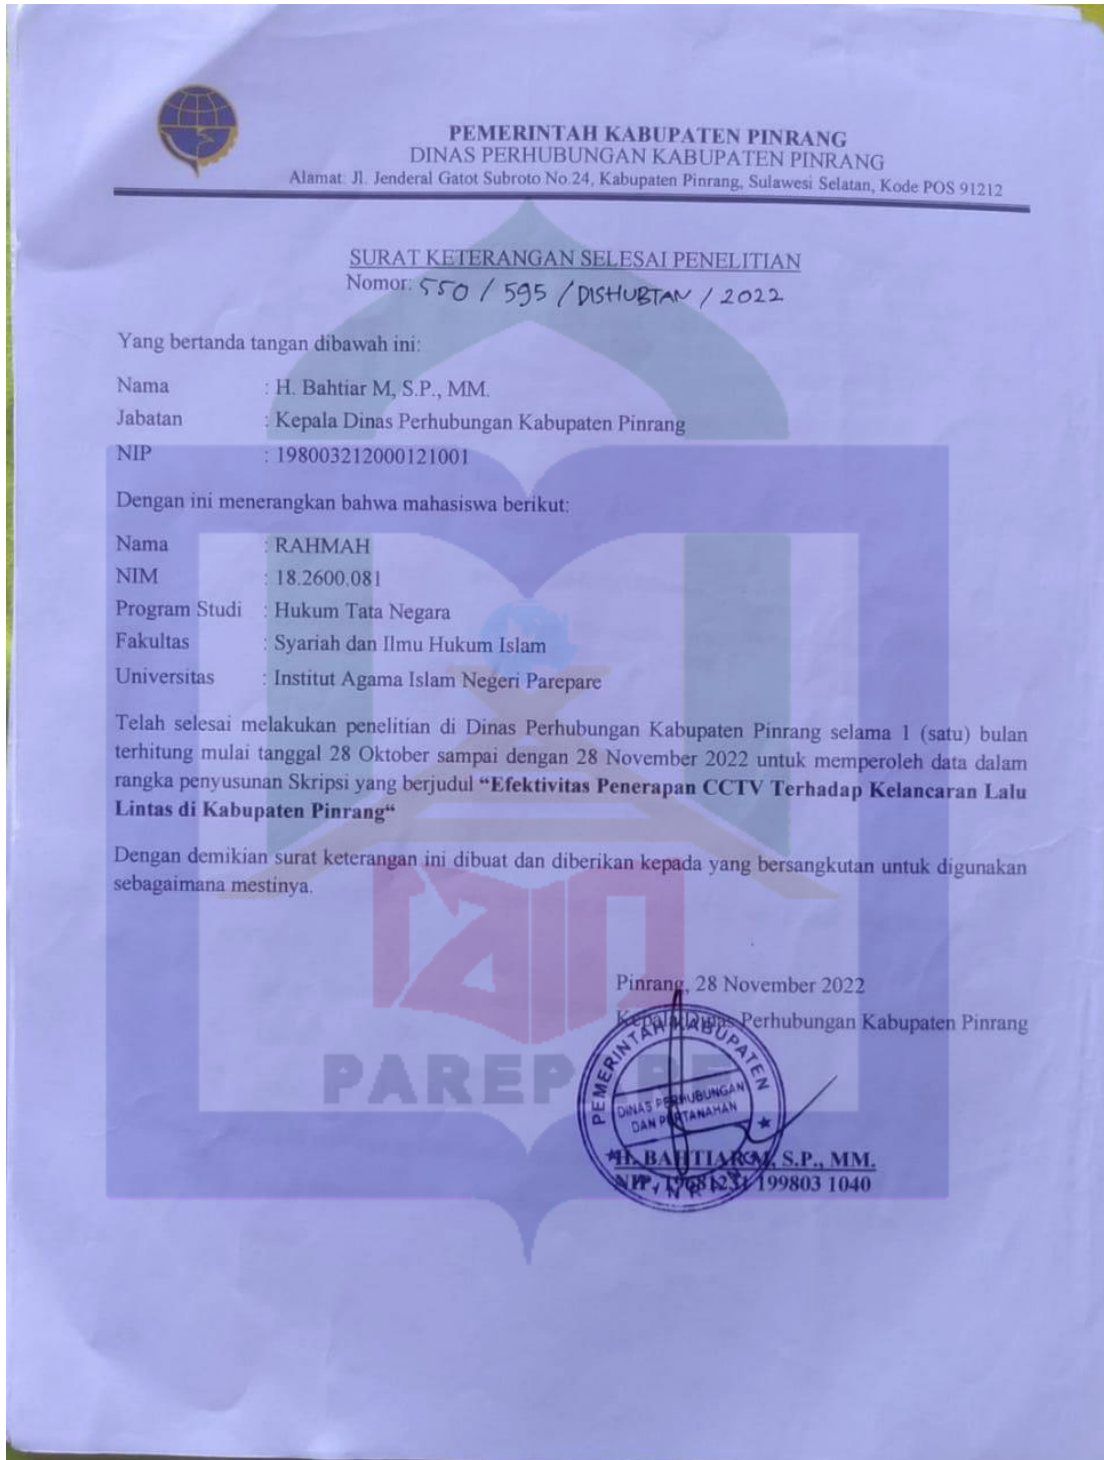 PEMERINTAH KABUPATEN PINRANG
DINAS PERHUBUNGAN KABUPATEN PINRANG
Alamat: Jl. Jenderal Gatot Subroto No.24, Kabupaten Pinrang, Sulawesi Selatan, Kode POS 91212
SURAT KETERANGAN SELESAI PENELITIAN
Nomor: 550 / 595 / DISHUBTAN / 2022
Yang bertanda tangan dibawah ini:
Nama : H. Bahtiar M, S.P., MM.
Jabatan : Kepala Dinas Perhubungan Kabupaten Pinrang
NIP : 198003212000121001
Dengan ini menerangkan bahwa mahasiswa berikut:
Nama : RAHMAH
NIM : 18.2600.081
Program Studi : Hukum Tata Negara
Fakultas : Syariah dan Ilmu Hukum Islam
Universitas : Institut Agama Islam Negeri Parepare
Telah selesai melakukan penelitian di Dinas Perhubungan Kabupaten Pinrang selama 1 (satu) bulan
terhitung mulai tanggal 28 Oktober sampai dengan 28 November 2022 untuk memperoleh data dalam
rangka penyusunan Skripsi yang berjudul “Efektivitas Penerapan CCTV Terhadap Kelancaran Lalu
Lintas di Kabupaten Pinrang“
Dengan demikian surat keterangan ini dibuat dan diberikan kepada yang bersangkutan untuk digunakan
sebagaimana mestinya.
Pinrang, 28 November 2022
Kepala Dinas Perhubungan Kabupaten Pinrang
PEMERINTAH KABUPATEN
DINAS PERHUBUNGAN
DAN PERTANAHAN
PINRANG
H. BAHTIAR M, S.P., MM.
NIP. 19681231 199803 1040
PAREPARE